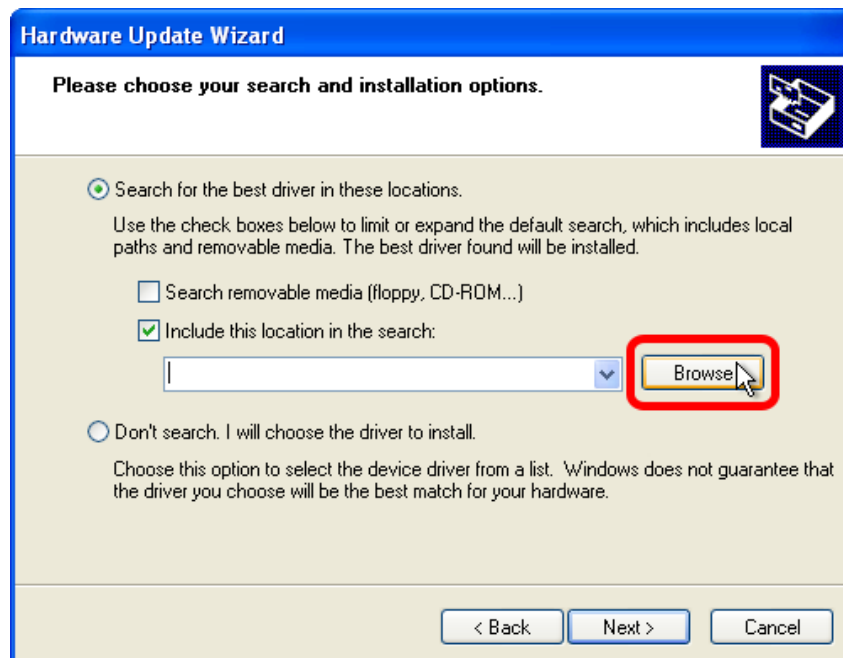 Hardware Update Wizard
Please choose your search and installation options.
Search for the best driver in these locations.
Use the check boxes below to limit or expand the default search, which includes local
paths and removable media. The best driver found will be installed.
Search removable media (floppy, CD-ROM...)
Include this location in the search:
Browse
Don't search. I will choose the driver to install.
Choose this option to select the device driver from a list. Windows does not guarantee that
the driver you choose will be the best match for your hardware.
< Back Next > Cancel